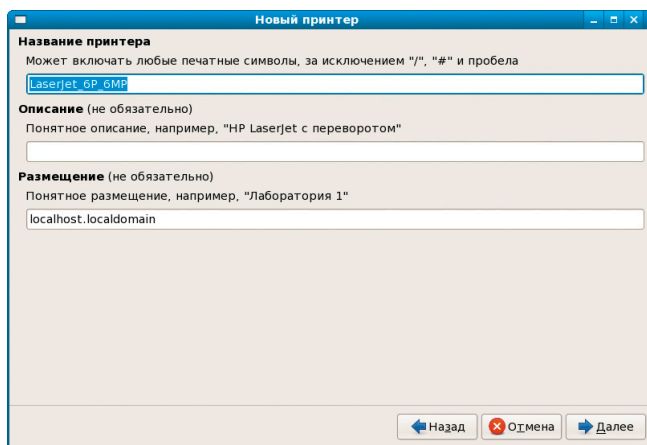 Новый принтер
Название принтера
Может включать любые печатные символы, за исключением "/", "#" и пробела
LaserJet_6P_6MP
Описание (не обязательно)
Понятное описание, например, "HP LaserJet с переворотом"
Размещение (не обязательно)
Понятное размещение, например, "Лаборатория 1"
localhost.localdomain
Назад Отмена Далее